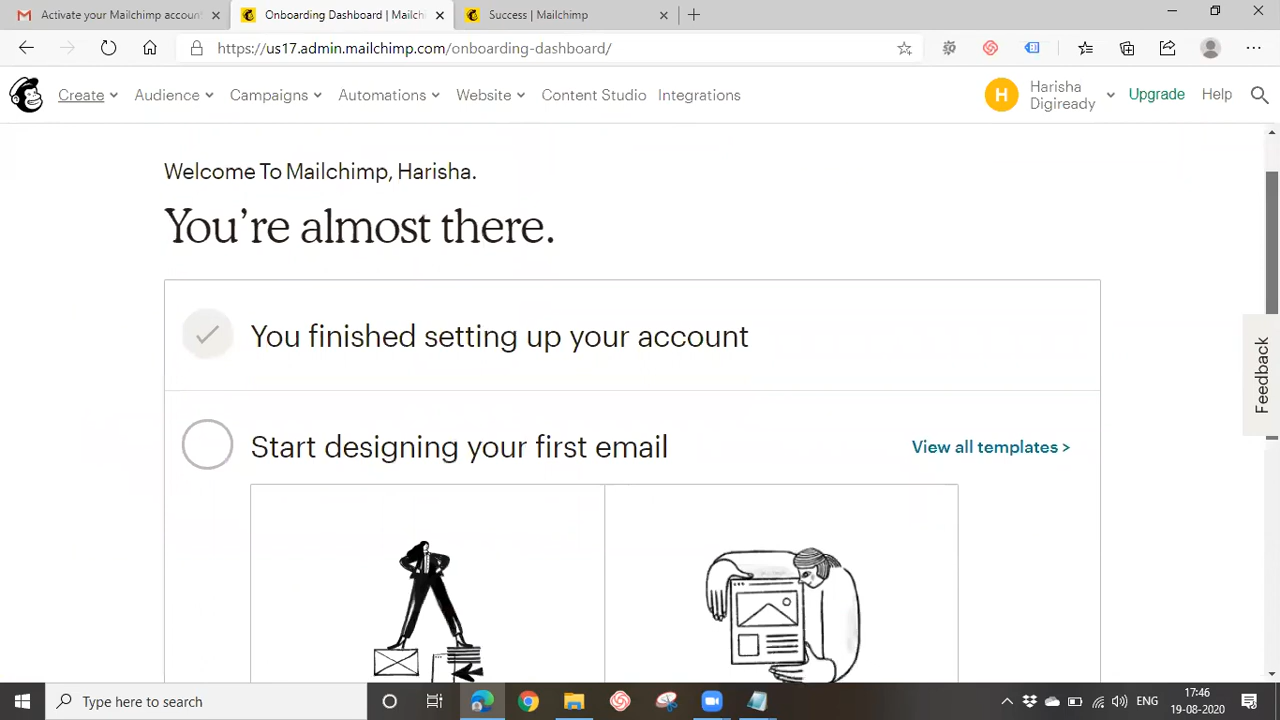 Activate your Mailchimp accoun
Onboarding Dashboard | Mailch
Success | Mailchimp
https://us17.admin.mailchimp.com/onboarding-dashboard/
Create
Audience
Campaigns
Automations
Website
Content Studio
Integrations
H
Harisha
Digiready
Upgrade
Help
Welcome To Mailchimp, Harisha.
You're almost there.
You finished setting up your account
Feedback
Start designing your first email
View all templates >
Type here to search
ENG
17:46
19-08-2020